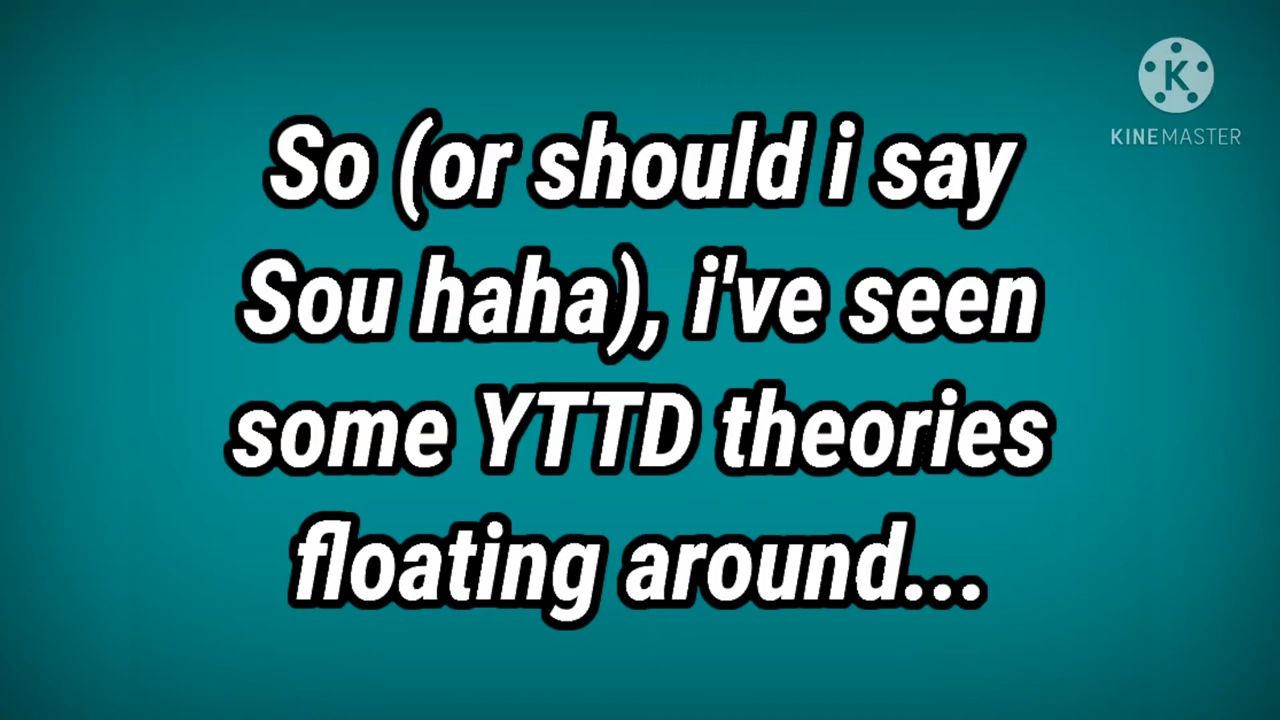 KINEMASTER
So (or should i say
Sou haha), i've seen
some YTTD theories
floating around...